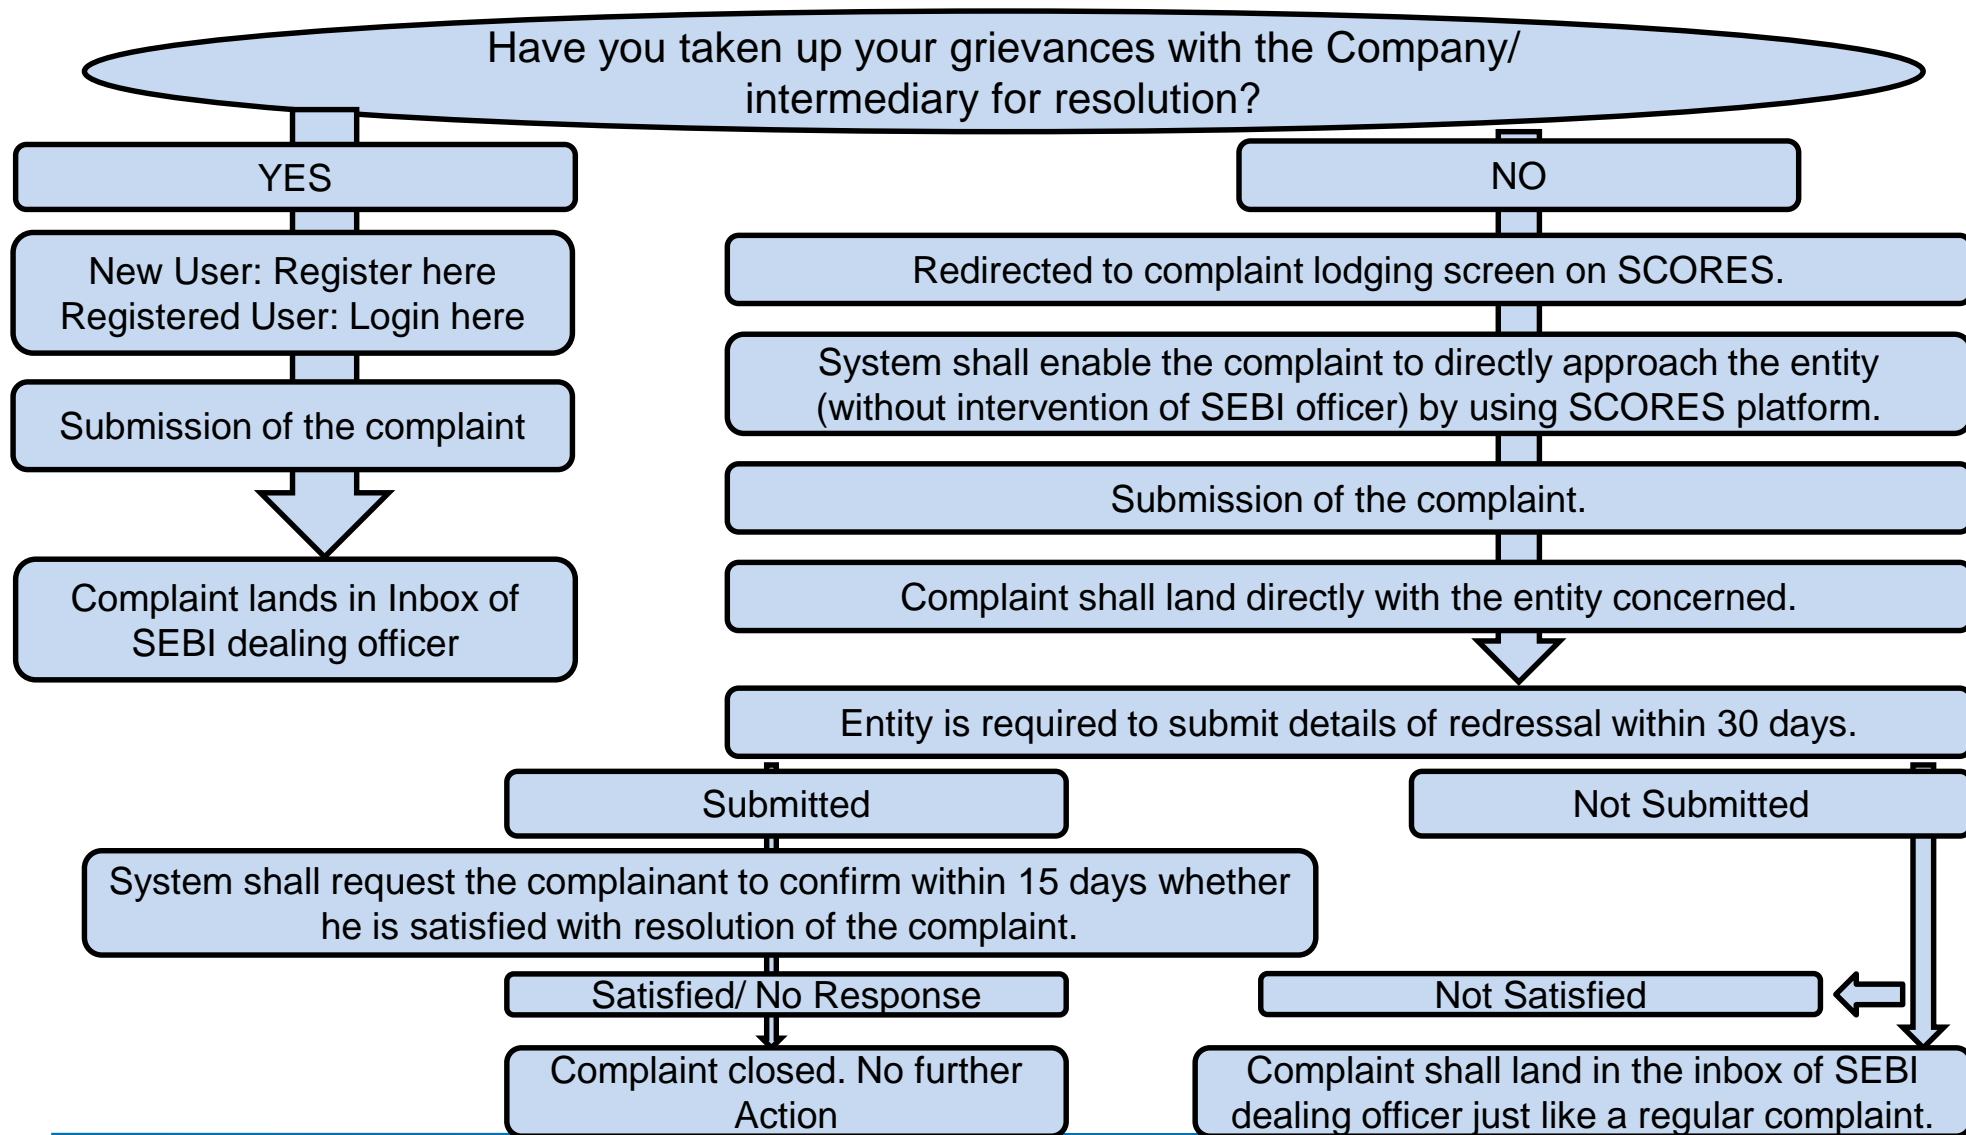 Have you taken up your grievances with the Company/
intermediary for resolution?
YES
New User: Register here
Registered User: Login here
Submission of the complaint
Complaint lands in Inbox of
SEBI dealing officer
NO
Redirected to complaint lodging screen on SCORES.
System shall enable the complaint to directly approach the entity
(without intervention of SEBI officer) by using SCORES platform.
Submission of the complaint.
Complaint shall land directly with the entity concerned.
Entity is required to submit details of redressal within 30 days.
Submitted
Not Submitted
System shall request the complainant to confirm within 15 days whether
he is satisfied with resolution of the complaint.
Satisfied/ No Response
Not Satisfied
Complaint closed. No further
Action
Complaint shall land in the inbox of SEBI
dealing officer just like a regular complaint.